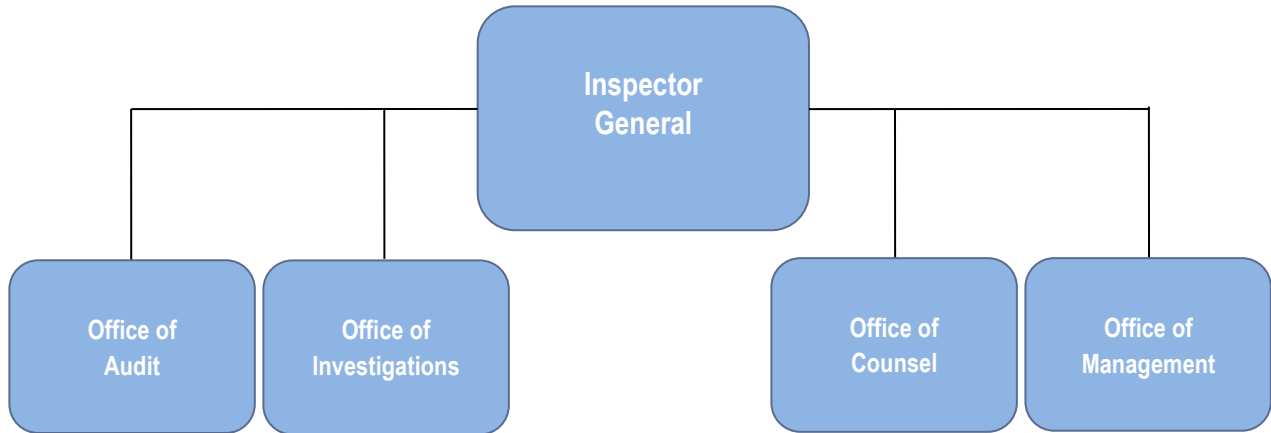 Inspector
General
Office of
Audit
Office of
Investigations
Office of
Counsel
Office of
Management